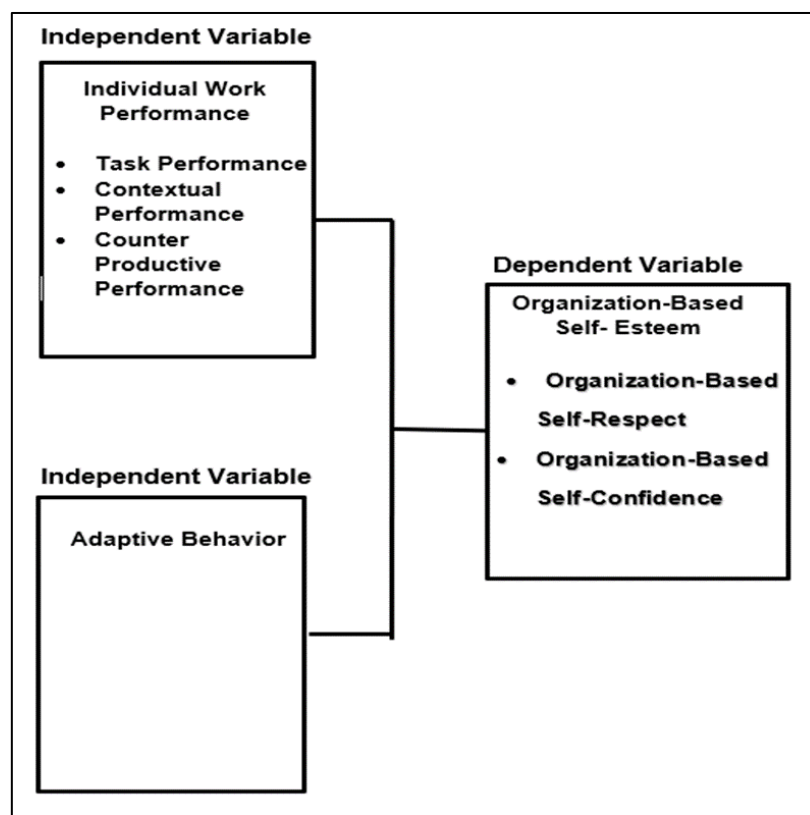 Independent Variable
Individual Work
Performance
• Task Performance
• Contextual
Performance
• Counter
Productive
Performance
Dependent Variable
Organization-Based
Self- Esteem
• Organization-Based
Self-Respect
• Organization-Based
Self-Confidence
Independent Variable
Adaptive Behavior